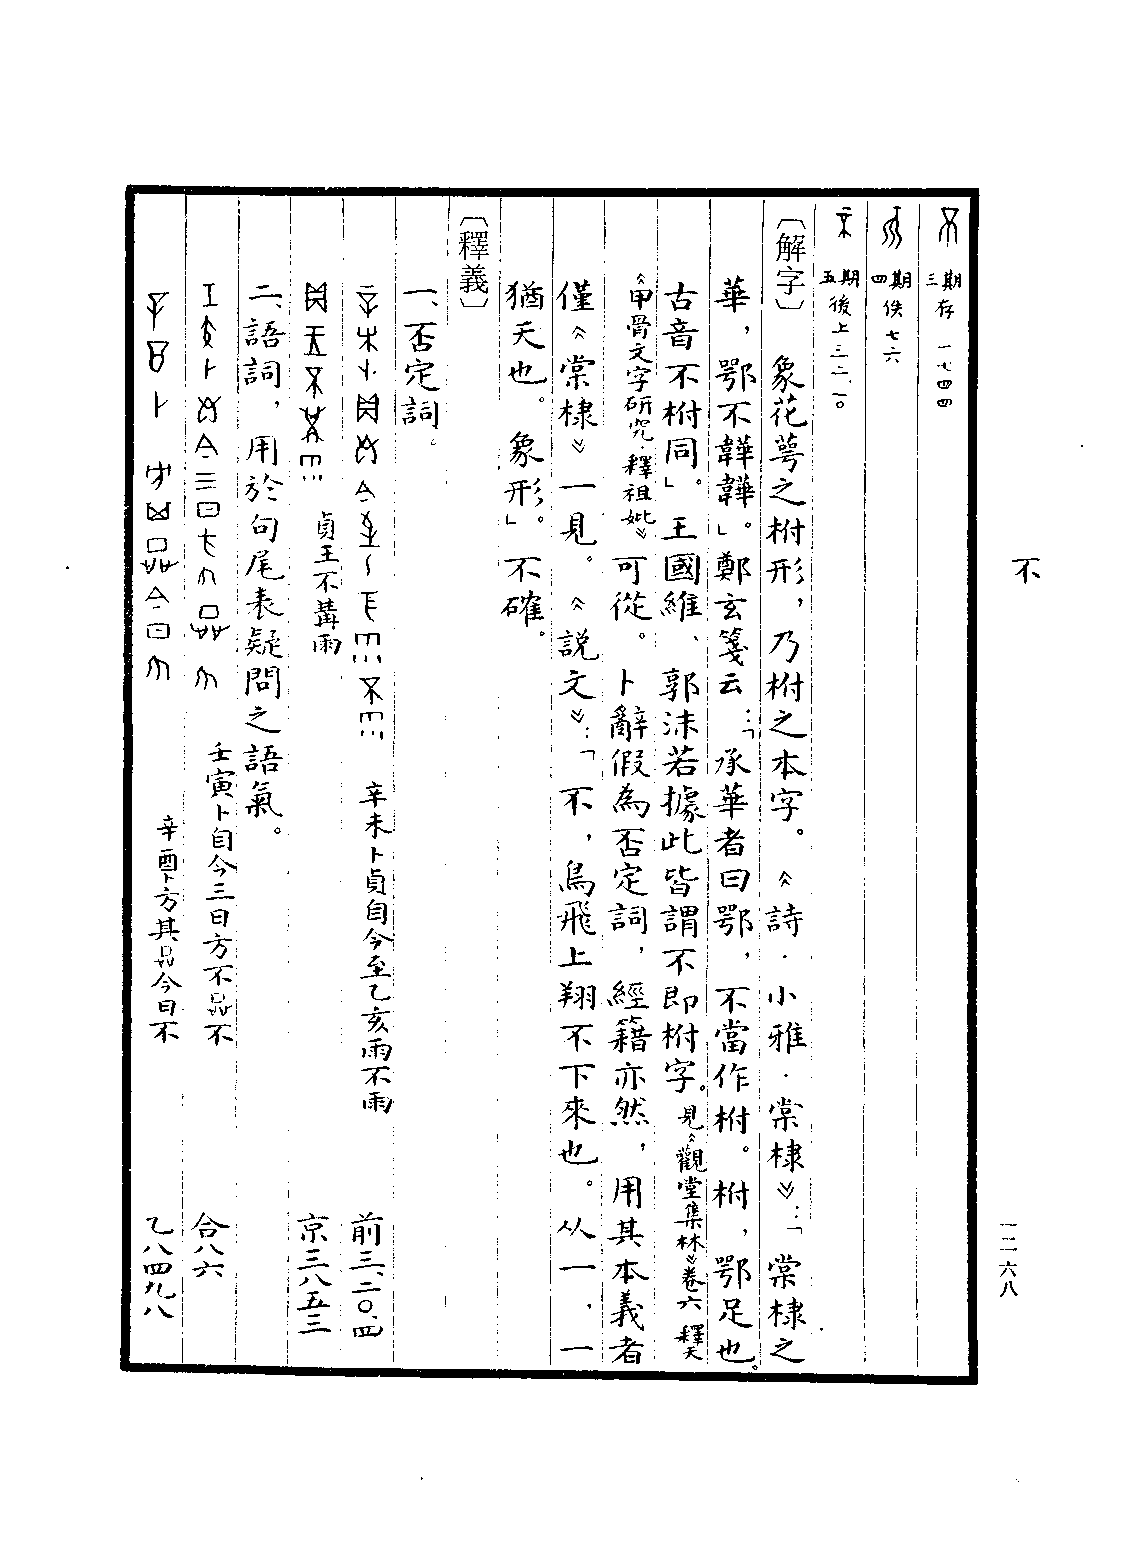 不
一二六八
三期 存 一七四四
四期 佚七六
五期 後上三二.一〇
〔解字〕 象花萼之柎形，乃柎之本字。《詩·小雅·棠棣》：「棠棣之
華，鄂不韡韡」。鄭玄箋云：「承華者曰鄂，不當作柎。柎，鄂足也。
古音不柎同。」王國維、郭沫若據此皆謂不即柎字。見《觀堂集林》卷六釋天
《甲骨文字研究·釋祖妣》可從。卜辭假為否定詞，經籍亦然，用其本義者
僅《棠棣》一見。《說文》：「不，鳥飛上翔不下來也。从一，一
猶天也。象形」。不確。
〔釋義〕
一、否定詞。
辛未卜貞自今至乙亥雨不雨 前三.二〇.四
貞王不冓雨 京三八五三
二、語詞，用於句尾表疑問之語氣。
壬寅卜自今三日方不品不 合八六
辛酉卜方其品今日不 乙八四九八